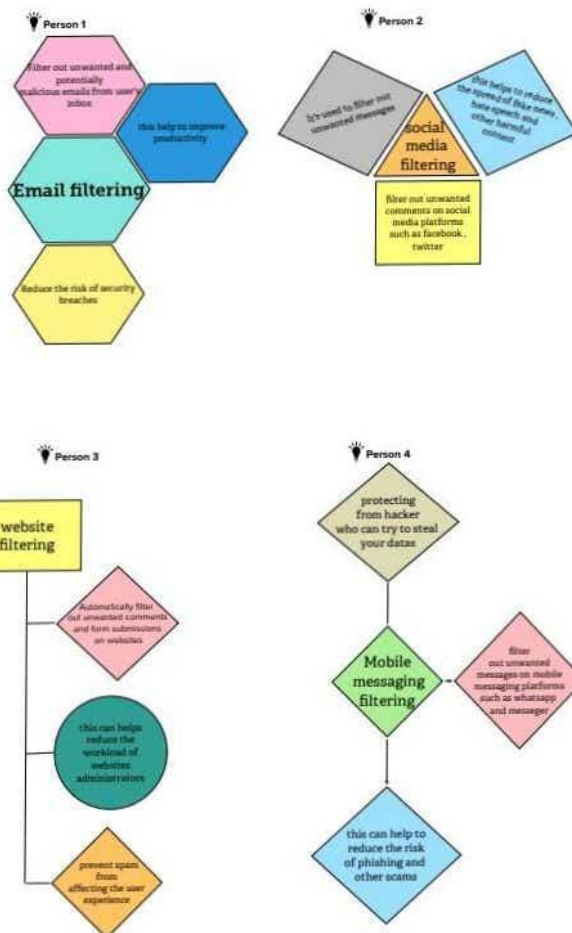 Person 1
Filter out unwanted and
potentially
malicious emails from user's
inbox
this help to improve
productivity
Email filtering
Reduce the risk of security
breaches
Person 2
It's used to filter out
unwanted messages
social
media
filtering
this helps to reduce
the spread of fake news,
hate speech and
other harmful
content
filter out unwanted
comments on social
media platforms
such as facebook,
twitter
Person 3
website
filtering
Automatically filter
out unwanted comments
and form submissions
on websites
this can helps
reduce the
workload of
websites
administrators
prevent spam
from
affecting the user
experience
Person 4
protecting
from hacker
who can try to steal
your datas
Mobile
messaging
filtering
filter
out unwanted
messages on mobile
messaging platforms
such as whatsapp
and messeger
this can help to
reduce the risk
of phishing and
other scams